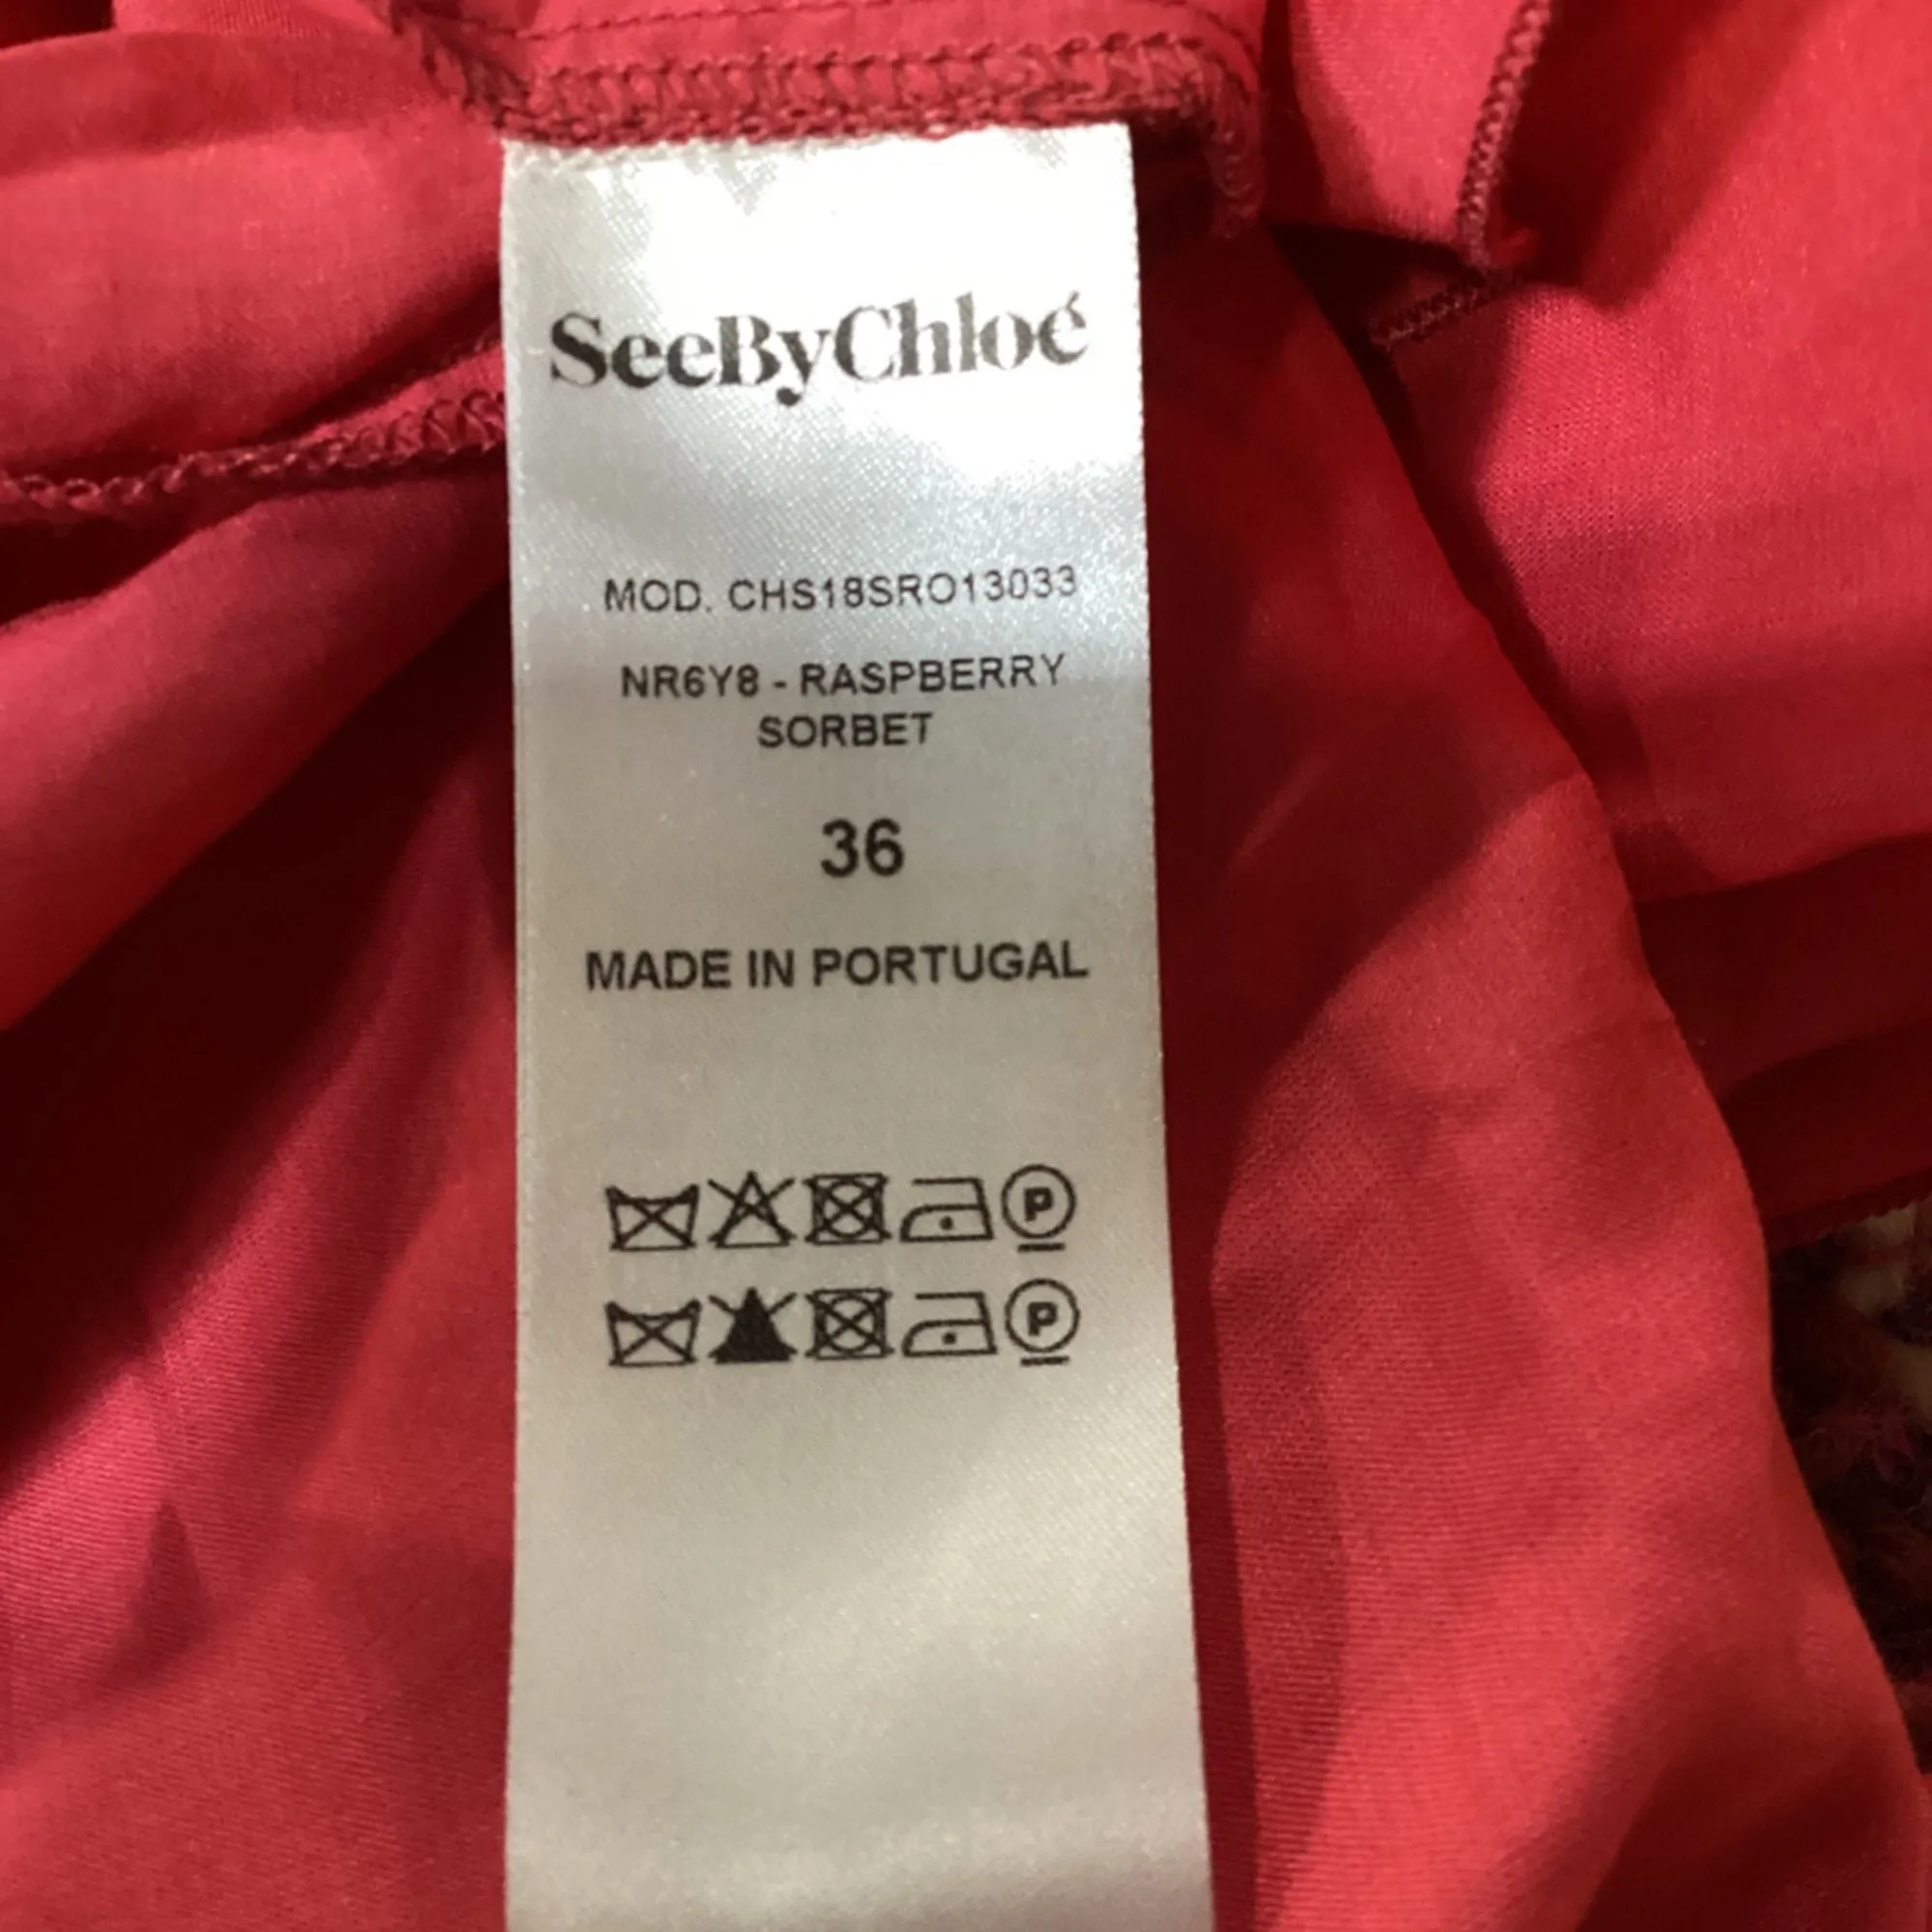 SeeByChloé
MOD. CHS18SRO13033
NR6Y8 - RASPBERRY
SORBET
36
MADE IN PORTUGAL
P
P